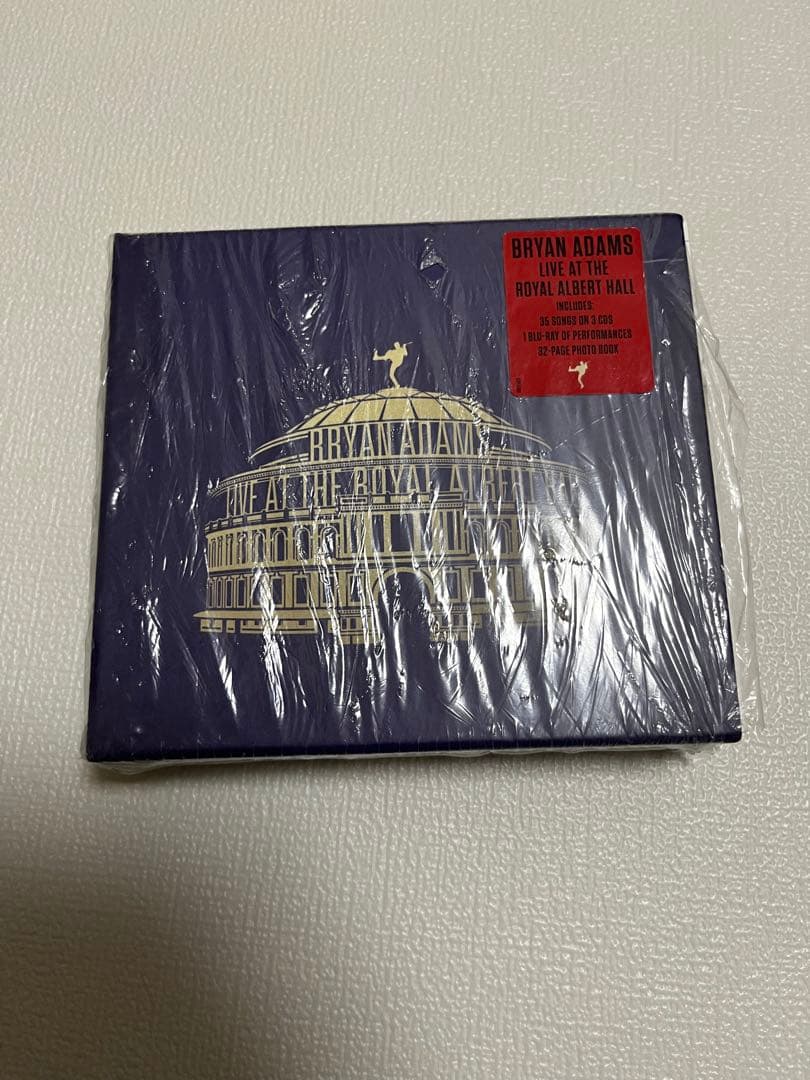 BRYAN ADAMS
LIVE AT THE
ROYAL ALBERT HALL
INCLUDES:
35 SONGS ON 3 CDS
1 BLU-RAY OF PERFORMANCES
32-PAGE PHOTO BOOK
BRYAN ADAMS
LIVE AT THE ROYAL ALBERT